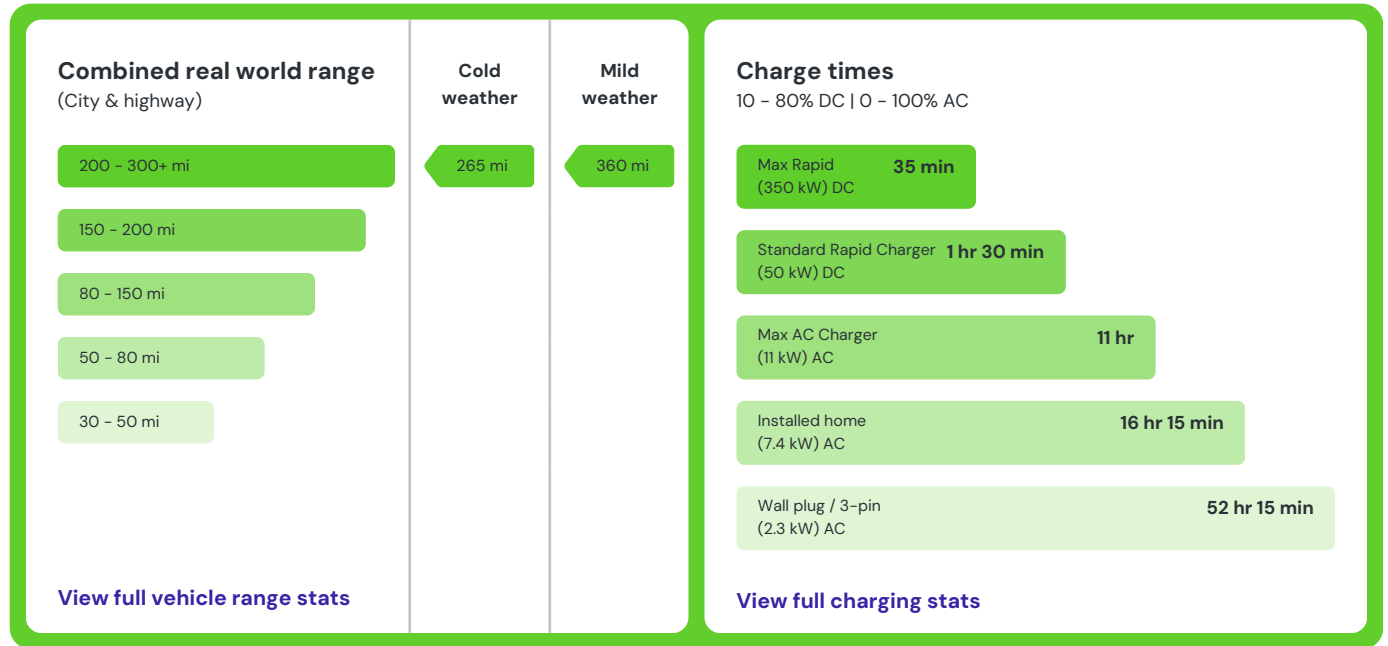 Combined real world range
(City & highway)
Cold
weather
Mild
weather
200 - 300+ mi
265 mi
360 mi
150 - 200 mi
80 - 150 mi
50 - 80 mi
30 - 50 mi
View full vehicle range stats
Charge times
10 - 80% DC | 0 - 100% AC
Max Rapid
(350 kW) DC
35 min
Standard Rapid Charger
(50 kW) DC
1 hr 30 min
Max AC Charger
(11 kW) AC
11 hr
Installed home
(7.4 kW) AC
16 hr 15 min
Wall plug / 3-pin
(2.3 kW) AC
52 hr 15 min
View full charging stats